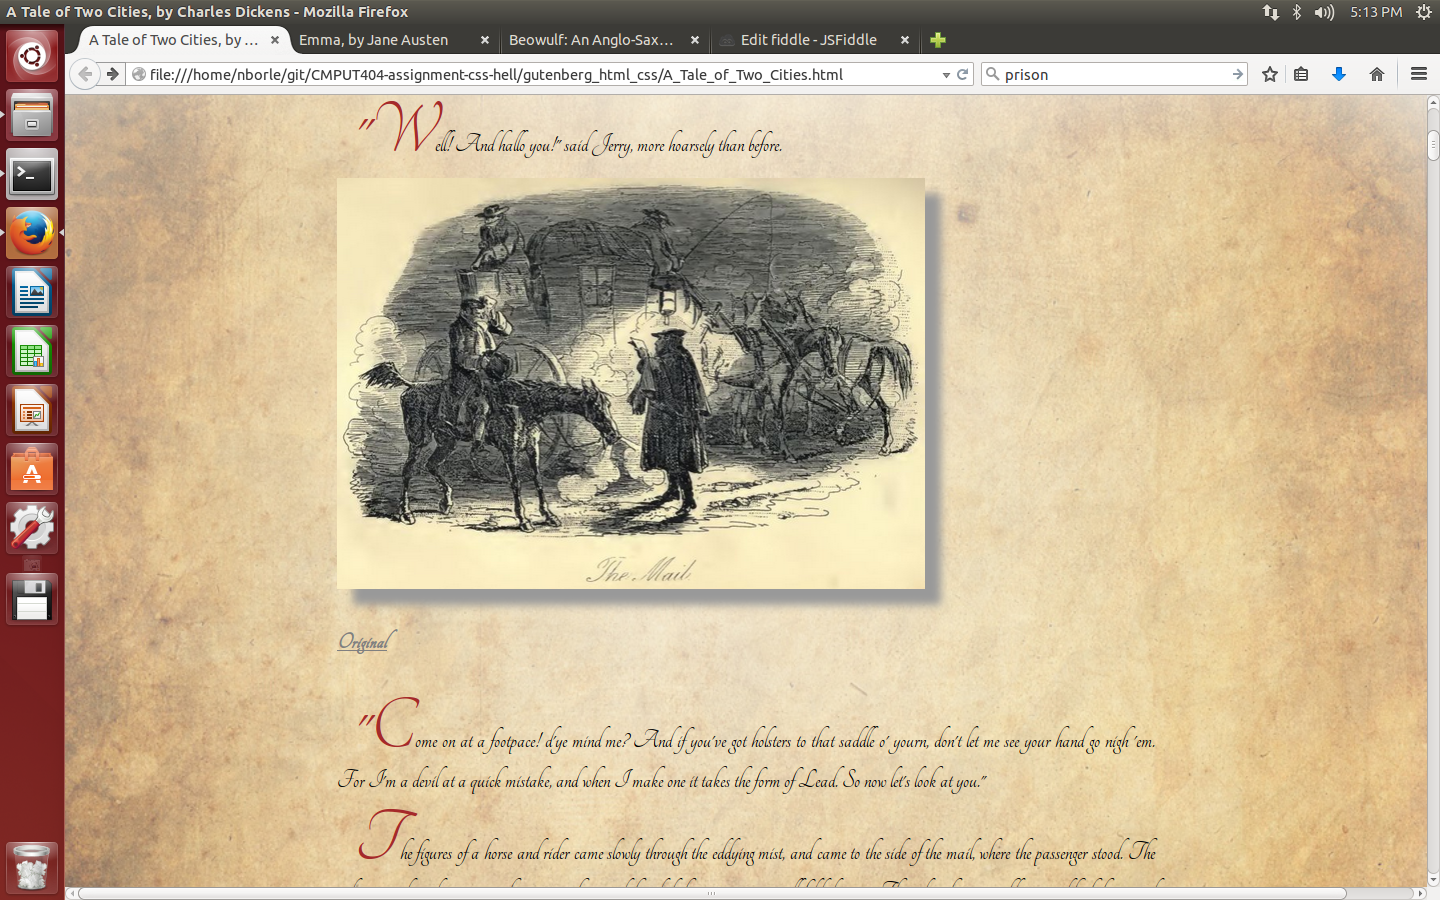 A Tale of Two Cities, by Charles Dickens - Mozilla Firefox
5:13 PM
A Tale of Two Cities, by ...
Emma, by Jane Austen
Beowulf: An Anglo-Sax...
Edit fiddle - JSFiddle
file:///home/nborle/git/CMPUT404-assignment-css-hell/gutenberg_html_css/A_Tale_of_Two_Cities.html
prison
"Well! And hallo you!" said Jerry, more hoarsely than before.
The Mail
Original
"Come on at a footpace! d'ye mind me? And if you've got holsters to that saddle o' yourn, don't let me see your hand go nigh 'em.
For I'm a devil at a quick mistake, and when I make one it takes the form of Lead. So now let's look at you."
The figures of a horse and rider came slowly through the eddying mist, and came to the side of the mail, where the passenger stood. The